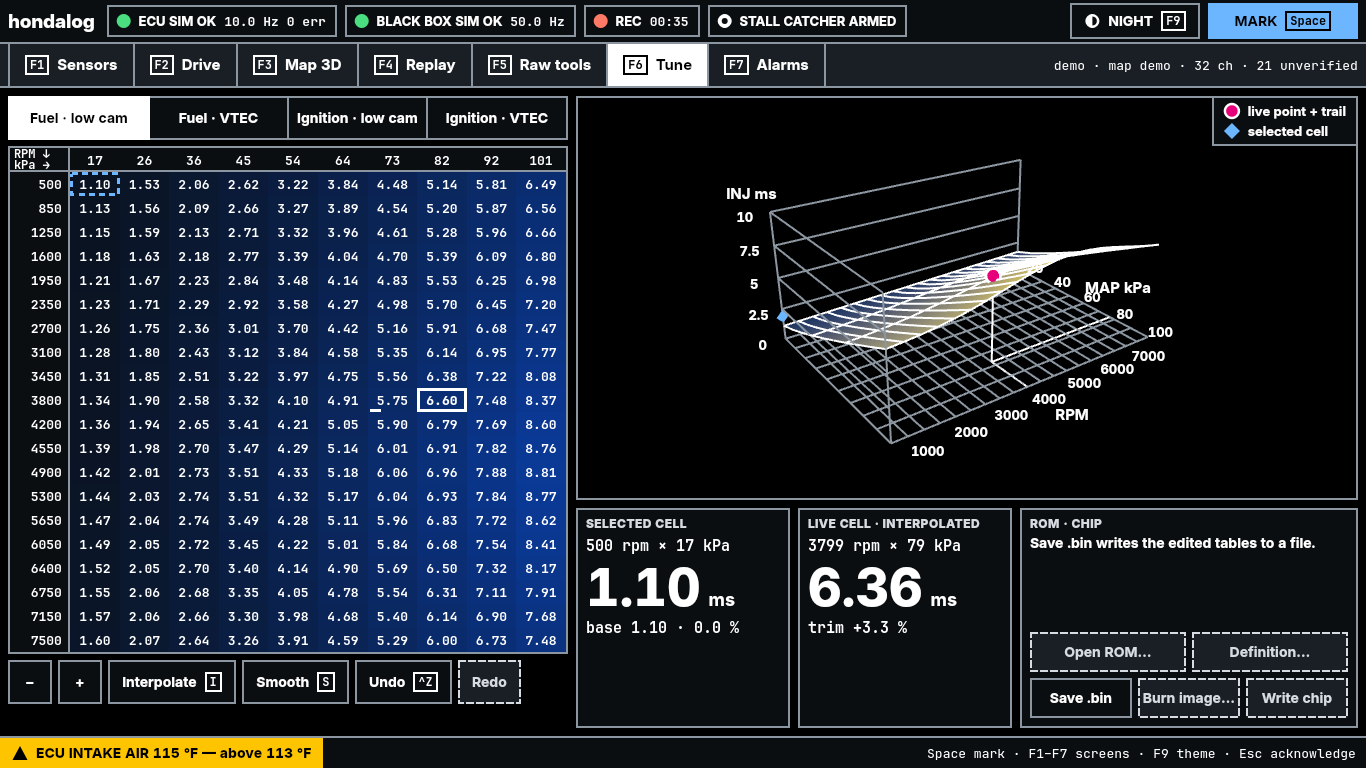 hondalog ECU SIM OK 10.0 Hz 0 err BLACK BOX SIM OK 50.0 Hz REC 00:35 STALL CATCHER ARMED NIGHT F9 MARK Space
F1 Sensors F2 Drive F3 Map 3D F4 Replay F5 Raw tools F6 Tune F7 Alarms demo · map demo · 32 ch · 21 unverified
Fuel · low cam Fuel · VTEC Ignition · low cam Ignition · VTEC
RPM ↓
kPa → 17 26 36 45 54 64 73 82 92 101
500 1.10 1.53 2.06 2.62 3.22 3.84 4.48 5.14 5.81 6.49
850 1.13 1.56 2.09 2.66 3.27 3.89 4.54 5.20 5.87 6.56
1250 1.15 1.59 2.13 2.71 3.32 3.96 4.61 5.28 5.96 6.66
1600 1.18 1.63 2.18 2.77 3.39 4.04 4.70 5.39 6.09 6.80
1950 1.21 1.67 2.23 2.84 3.48 4.14 4.83 5.53 6.25 6.98
2350 1.23 1.71 2.29 2.92 3.58 4.27 4.98 5.70 6.45 7.20
2700 1.26 1.75 2.36 3.01 3.70 4.42 5.16 5.91 6.68 7.47
3100 1.28 1.80 2.43 3.12 3.84 4.58 5.35 6.14 6.95 7.77
3450 1.31 1.85 2.51 3.22 3.97 4.75 5.56 6.38 7.22 8.08
3800 1.34 1.90 2.58 3.32 4.10 4.91 5.75 6.60 7.48 8.37
4200 1.36 1.94 2.65 3.41 4.21 5.05 5.90 6.79 7.69 8.60
4550 1.39 1.98 2.70 3.47 4.29 5.14 6.01 6.91 7.82 8.76
4900 1.42 2.01 2.73 3.51 4.33 5.18 6.06 6.96 7.88 8.81
5300 1.44 2.03 2.74 3.51 4.32 5.17 6.04 6.93 7.84 8.77
5650 1.47 2.04 2.74 3.49 4.28 5.11 5.96 6.83 7.72 8.62
6050 1.49 2.05 2.72 3.45 4.22 5.01 5.84 6.68 7.54 8.41
6400 1.52 2.05 2.70 3.40 4.14 4.90 5.69 6.50 7.32 8.17
6750 1.55 2.06 2.68 3.35 4.05 4.78 5.54 6.31 7.11 7.91
7150 1.57 2.06 2.66 3.30 3.98 4.68 5.40 6.14 6.90 7.68
7500 1.60 2.07 2.64 3.26 3.91 4.59 5.29 6.00 6.73 7.48
− + Interpolate I Smooth S Undo ^Z Redo
live point + trail
selected cell
INJ ms
10
7.5
5
2.5
0
40
MAP kPa
60
80
100
7000
6000
5000
4000
RPM
3000
2000
1000
SELECTED CELL
500 rpm × 17 kPa
1.10 ms
base 1.10 · 0.0 %
LIVE CELL · INTERPOLATED
3799 rpm × 79 kPa
6.36 ms
trim +3.3 %
ROM · CHIP
Save .bin writes the edited tables to a file.
Open ROM… Definition…
Save .bin Burn image… Write chip
ECU INTAKE AIR 115 °F — above 113 °F
Space mark · F1–F7 screens · F9 theme · Esc acknowledge